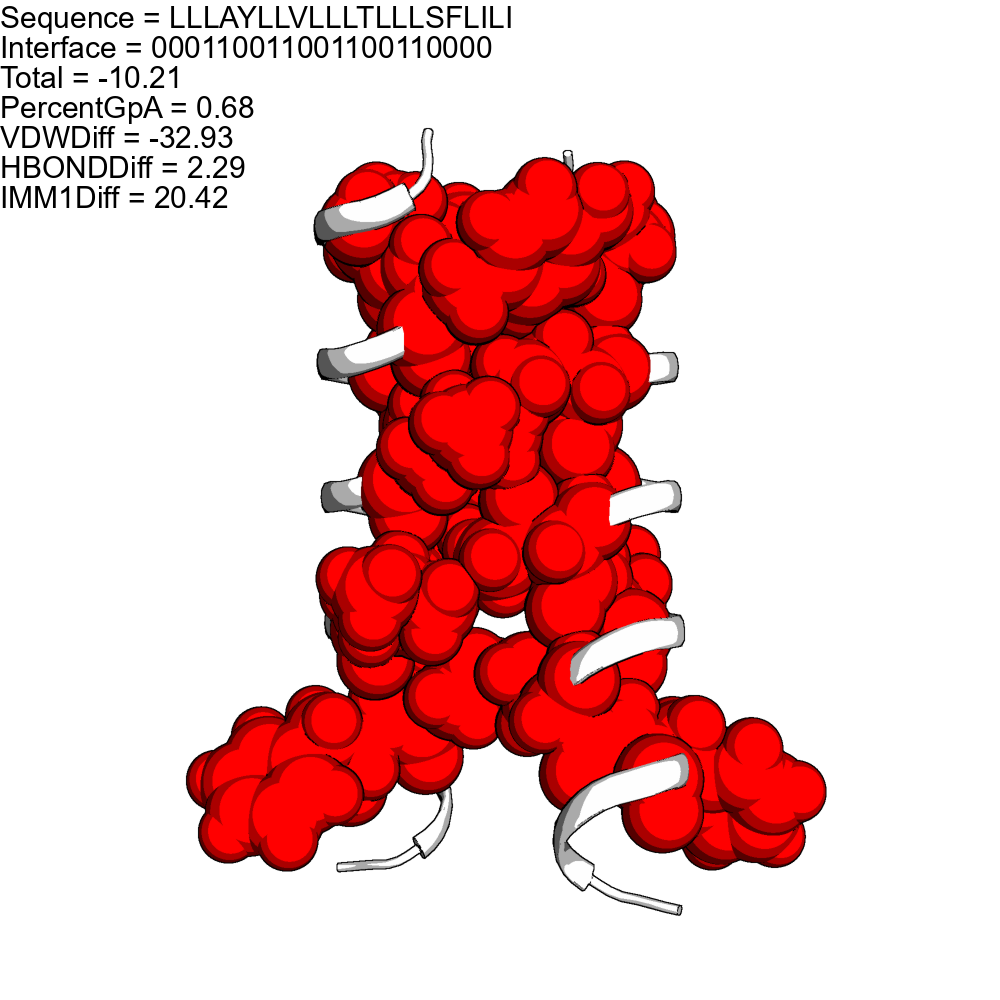 Sequence = LLLAYLLVLLLTLLLSFLILI
Interface = 000110011001100110000
Total = -10.21
PercentGpA = 0.68
VDWDiff = -32.93
HBONDDiff = 2.29
IMM1Diff = 20.42